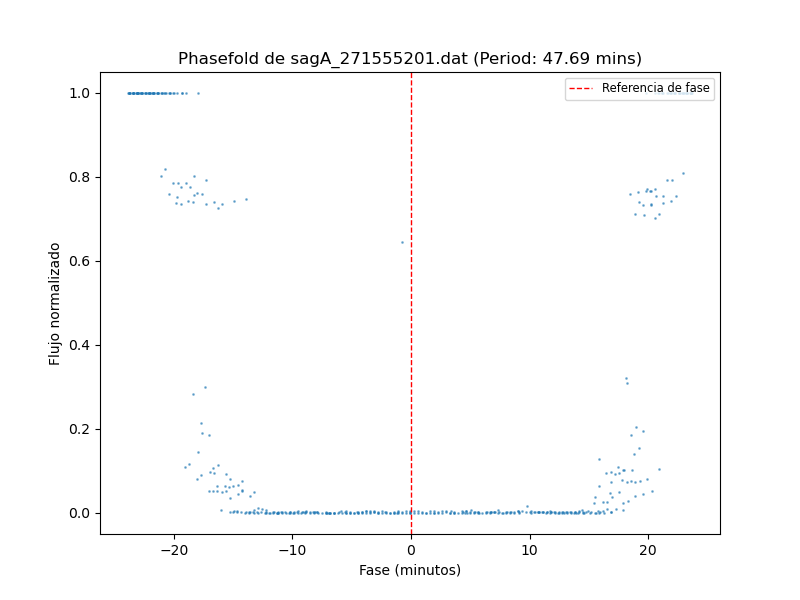 Phasefold de sagA_271555201.dat (Period: 47.69 mins)
Referencia de fase
Flujo normalizado
1.0
0.8
0.6
0.4
0.2
0.0
−20
−10
0
10
20
Fase (minutos)